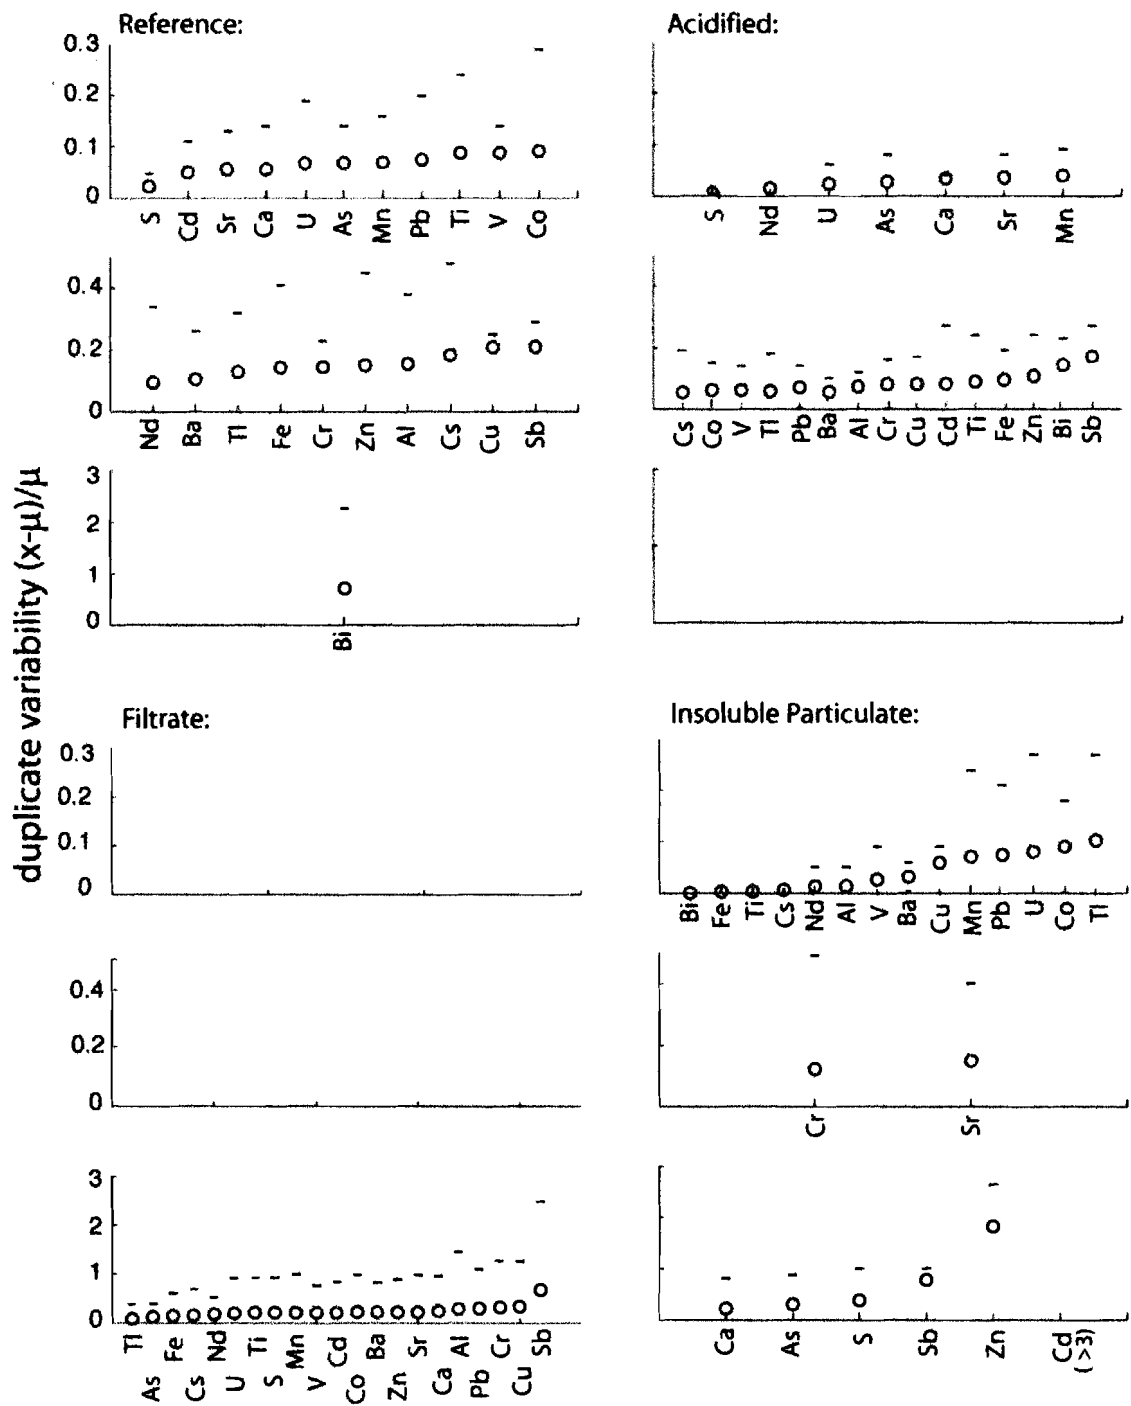 Reference:
0.3
0.2
0.1
0
S Cd Sr Ca U As Mn Pb Ti V Co
0.4
0.2
0
Nd Ba Tl Fe Cr Zn Al Cs Cu Sb
3
2
1
0
Bi
Acidified:
S Nd U As Ca Sr Mn
Cs Co V Tl Pb Ba Al Cr Cu Cd Ti Fe Zn Bi Sb
duplicate variability (x-μ)/μ
Filtrate:
0.3
0.2
0.1
0
0.4
0.2
0
3
2
1
0
Tl As Fe Cs Nd U Ti S Mn V Cd Co Ba Zn Sr Ca Al Pb Cr Cu Sb
Insoluble Particulate:
Bi Fe Ti Cs Nd Al V Ba Cu Mn Pb U Co Tl
Cr Sr
Ca As S Sb Zn Cd
(>3)